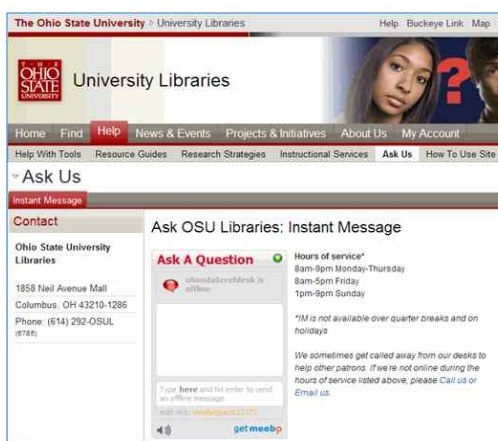 The Ohio State University University Libraries Help Buckeye Link Map
T · H · E
OHIO
STATE
UNIVERSITY
University Libraries
?
Home Find Help News & Events Projects & Initiatives About Us My Account
Help With Tools Resource Guides Research Strategies Instructional Services Ask Us How To Use Site
Ask Us
Instant Message
Contact
Ohio State University
Libraries
1858 Neil Avenue Mall
Columbus, OH 43210-1286
Phone: (614) 292-OSUL
(6785)
Ask OSU Libraries: Instant Message
Ask A Question
ohiostaterefdesk is
offline
Type here and hit enter to send
an offline message.
edit nick:
get meebo
Hours of service*
8am-9pm Monday-Thursday
8am-5pm Friday
1pm-9pm Sunday
*IM is not available over quarter breaks and on
holidays
We sometimes get called away from our desks to
help other patrons. If we're not online during the
hours of service listed above, please Call us or
Email us.